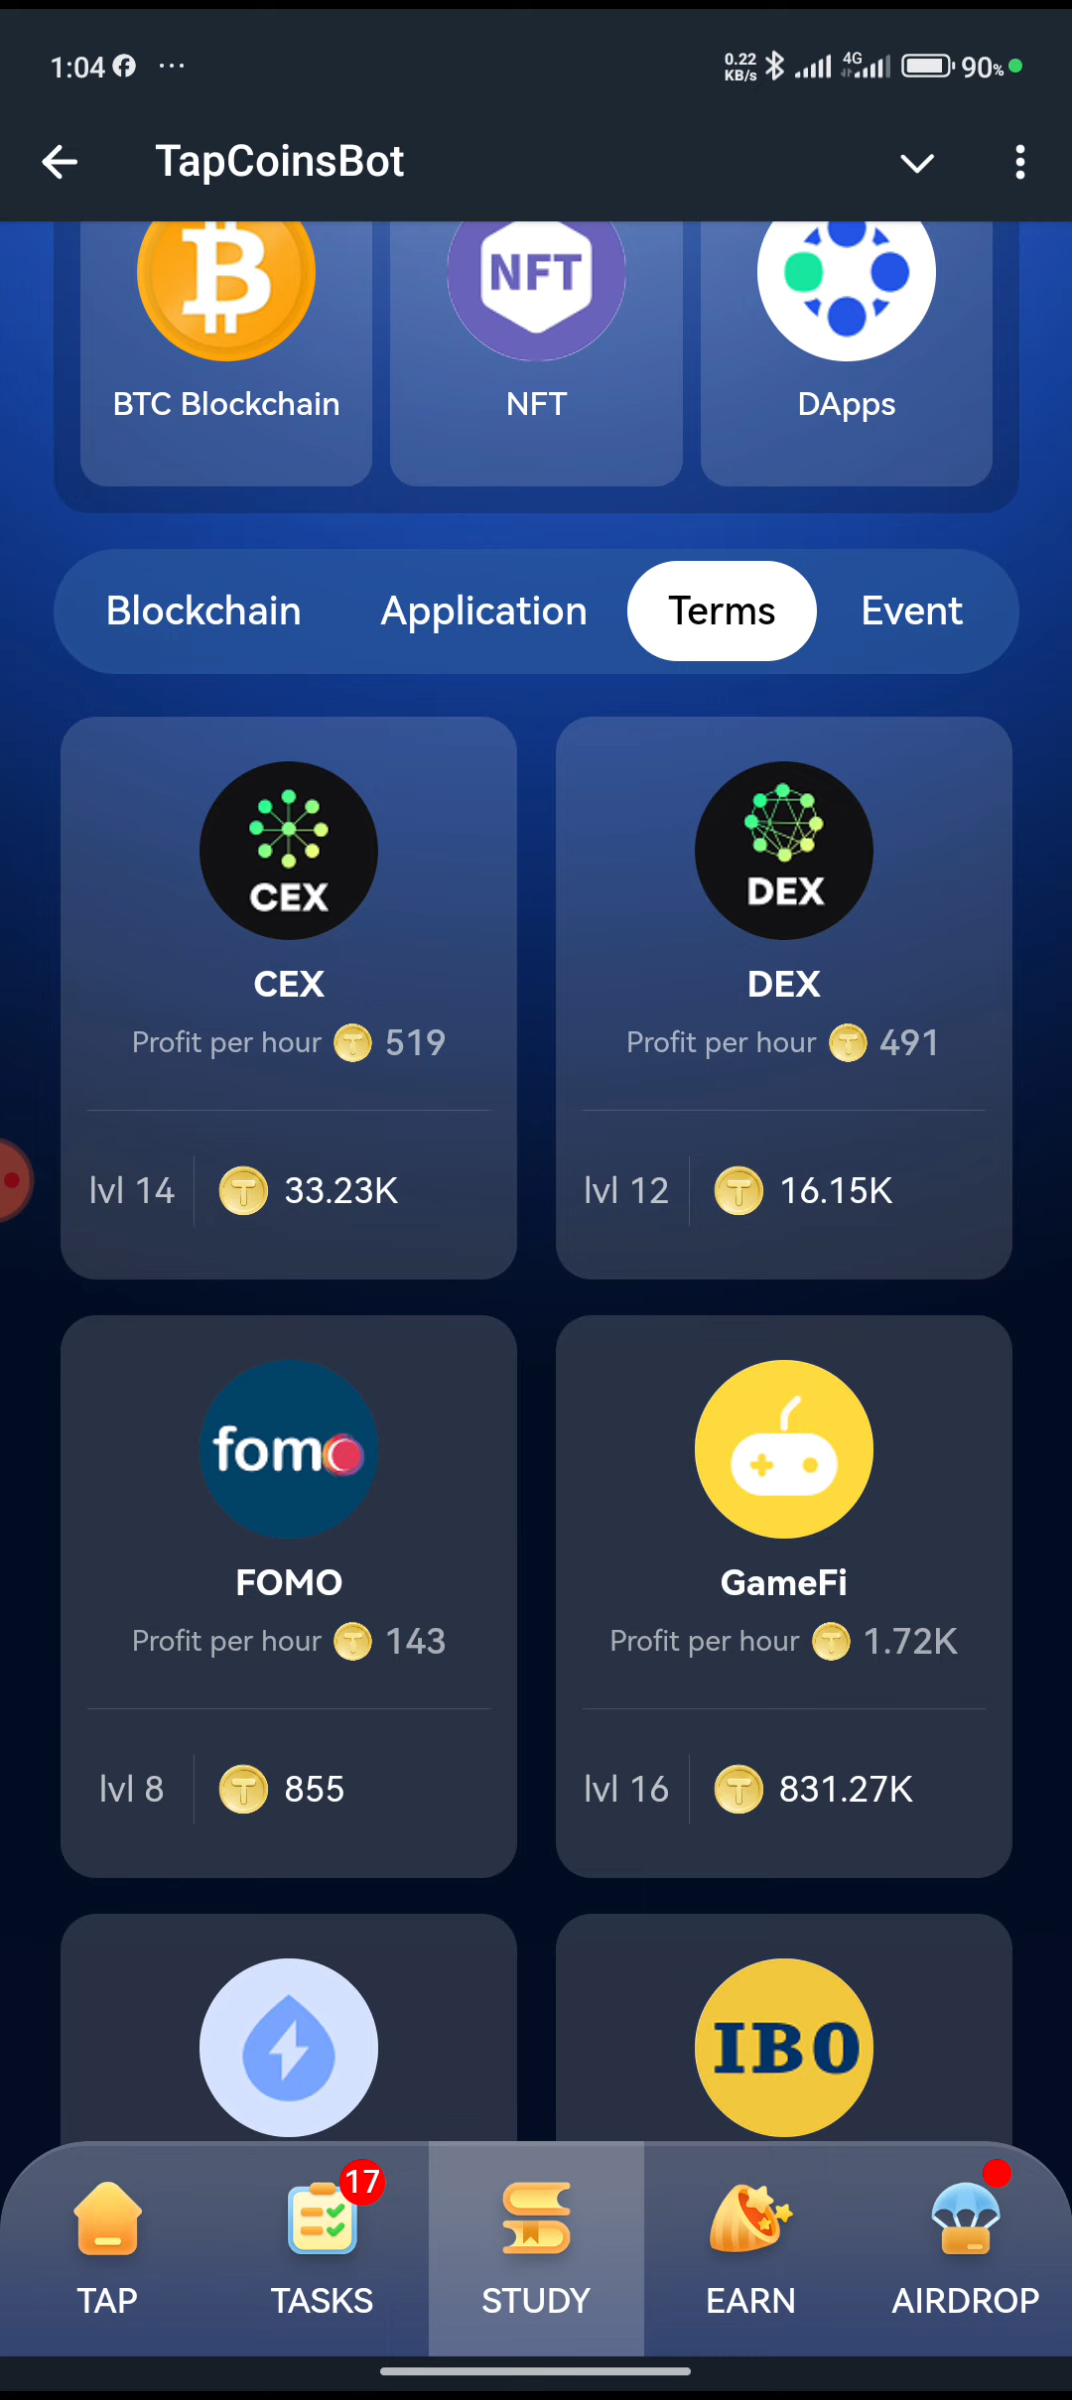 1:04 ... 0.22 KB/s 4G 90%
TapCoinsBot
NFT
BTC Blockchain NFT DApps
Blockchain Application Terms Event
CEX DEX
CEX DEX
Profit per hour 519 Profit per hour 491
lvl 14 33.23K lvl 12 16.15K
fomo
FOMO GameFi
Profit per hour 143 Profit per hour 1.72K
lvl 8 855 lvl 16 831.27K
IBO
17
TAP TASKS STUDY EARN AIRDROP